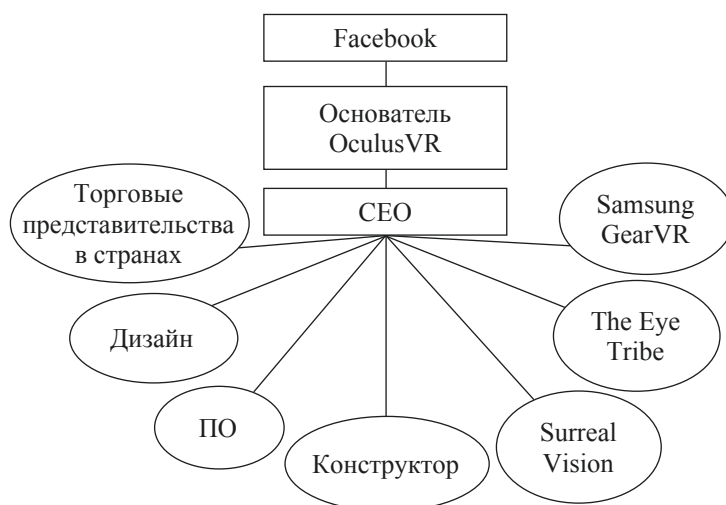 Facebook
Основатель
OculusVR
CEO
Торговые
представительства
в странах
Samsung
GearVR
Дизайн
The Eye
Tribe
ПО
Конструктор
Surreal
Vision